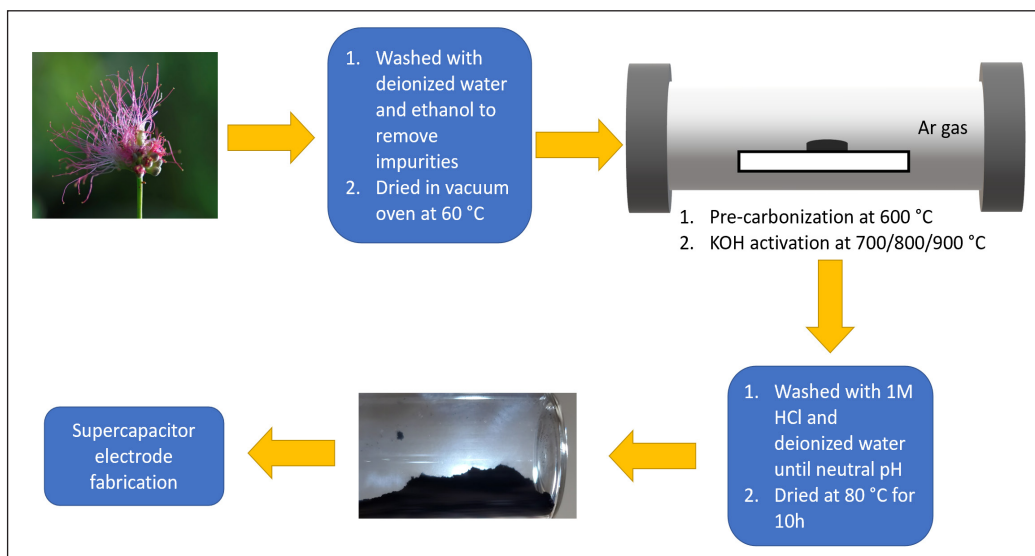 1. Washed with
deionized water
and ethanol to
remove
impurities
2. Dried in vacuum
oven at 60 °C
Ar gas
1. Pre-carbonization at 600 °C
2. KOH activation at 700/800/900 °C
1. Washed with 1M
HCl and
deionized water
until neutral pH
2. Dried at 80 °C for
10h
Supercapacitor
electrode
fabrication